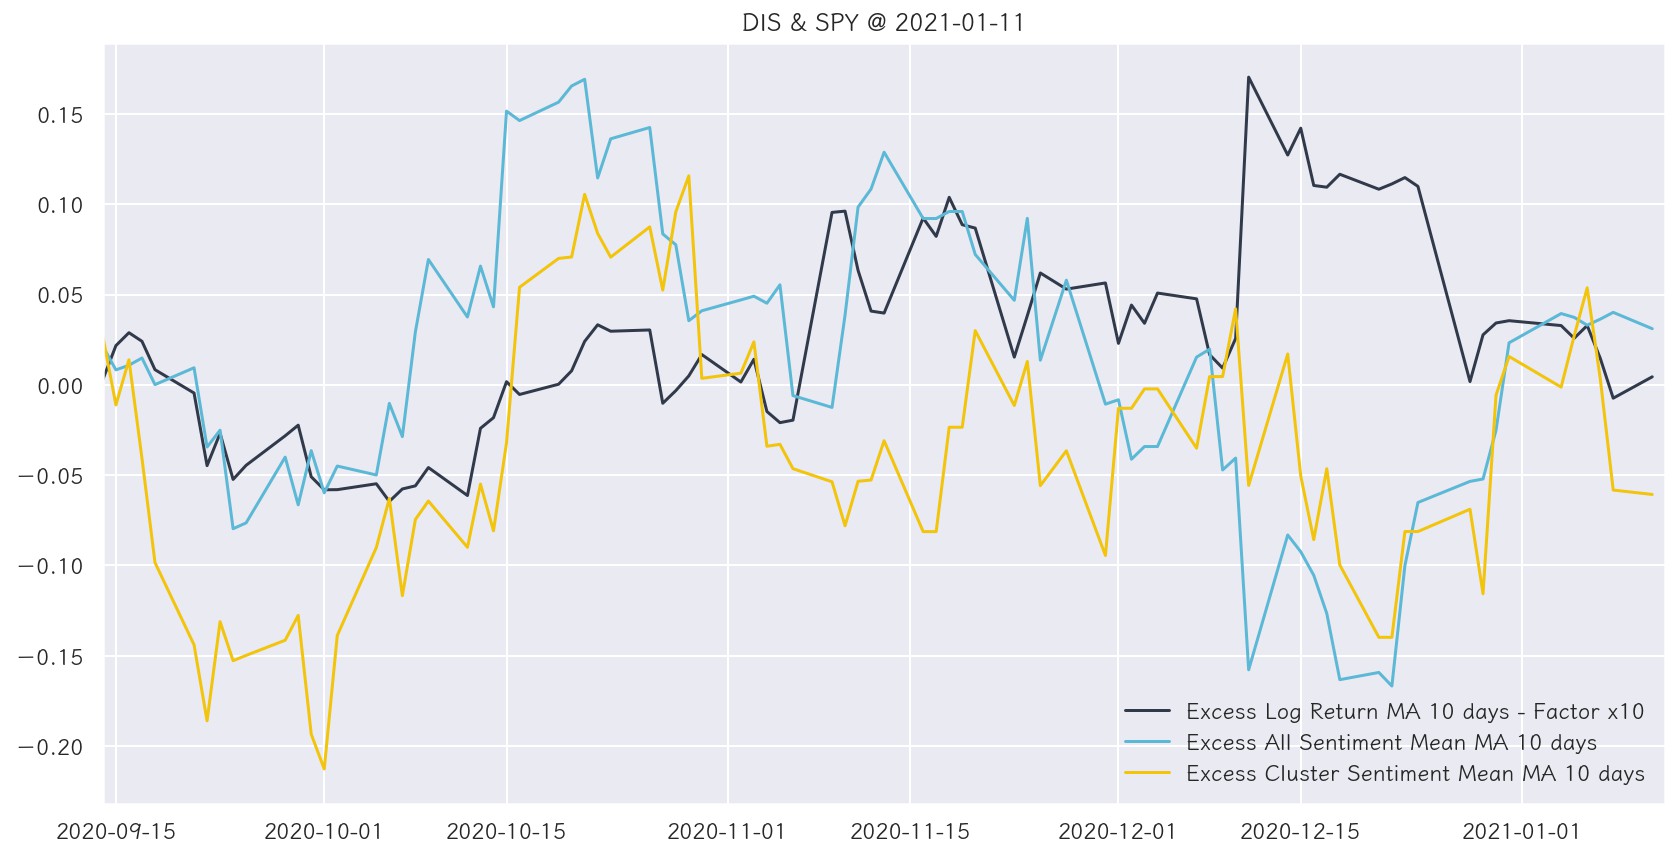 DIS & SPY @ 2021-01-11
0.15
0.10
0.05
0.00
−0.05
−0.10
−0.15
−0.20
Excess Log Return MA 10 days - Factor x10
Excess All Sentiment Mean MA 10 days
Excess Cluster Sentiment Mean MA 10 days
2020-09-15 2020-10-01 2020-10-15 2020-11-01 2020-11-15 2020-12-01 2020-12-15 2021-01-01